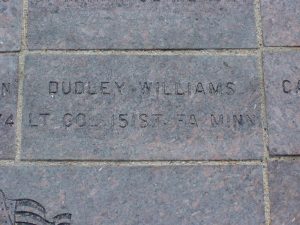 DUDLEY WILLIAMS
LT COL 151ST FA MINN